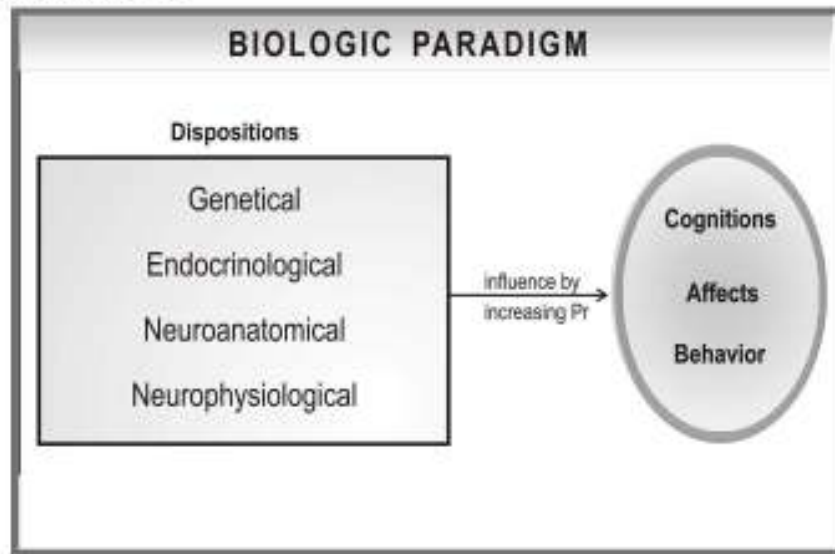 BIOLOGIC PARADIGM
Dispositions
Genetical
Endocrinological
Neuroanatomical
Neurophysiological
influence by
increasing Pr
Cognitions
Affects
Behavior